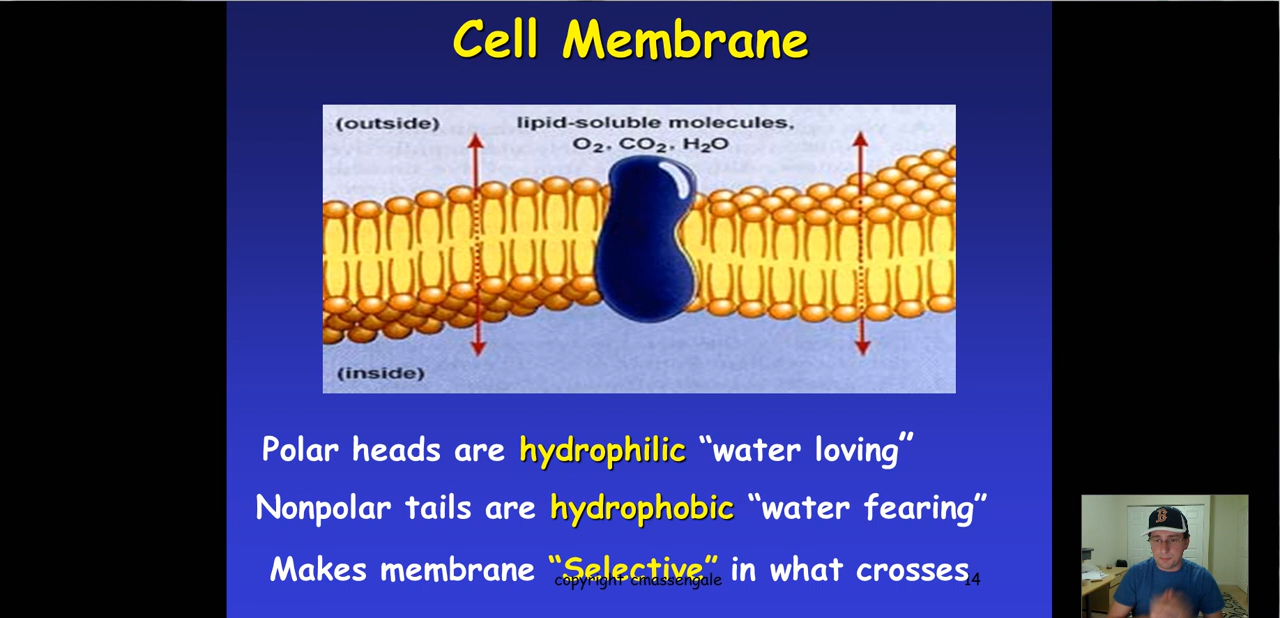 Cell Membrane
(outside)
lipid-soluble molecules,
O₂, CO₂, H₂O
(inside)
Polar heads are hydrophilic “water loving”
Nonpolar tails are hydrophobic “water fearing”
Makes membrane “Selective” in what crosses
copyright cmassengale
14
B